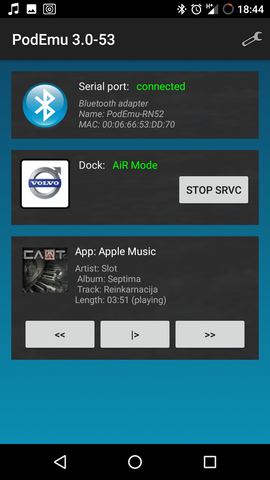 18:44
PodEmu 3.0-53
Serial port: connected
Bluetooth adapter
Name: PodEmu-RN52
MAC: 00:06:66:53:DD:70
Dock: AiR Mode
VOLVO
STOP SRVC
App: Apple Music
Artist: Slot
Album: Septima
Track: Reinkarnacija
Length: 03:51 (playing)
<< |> >>